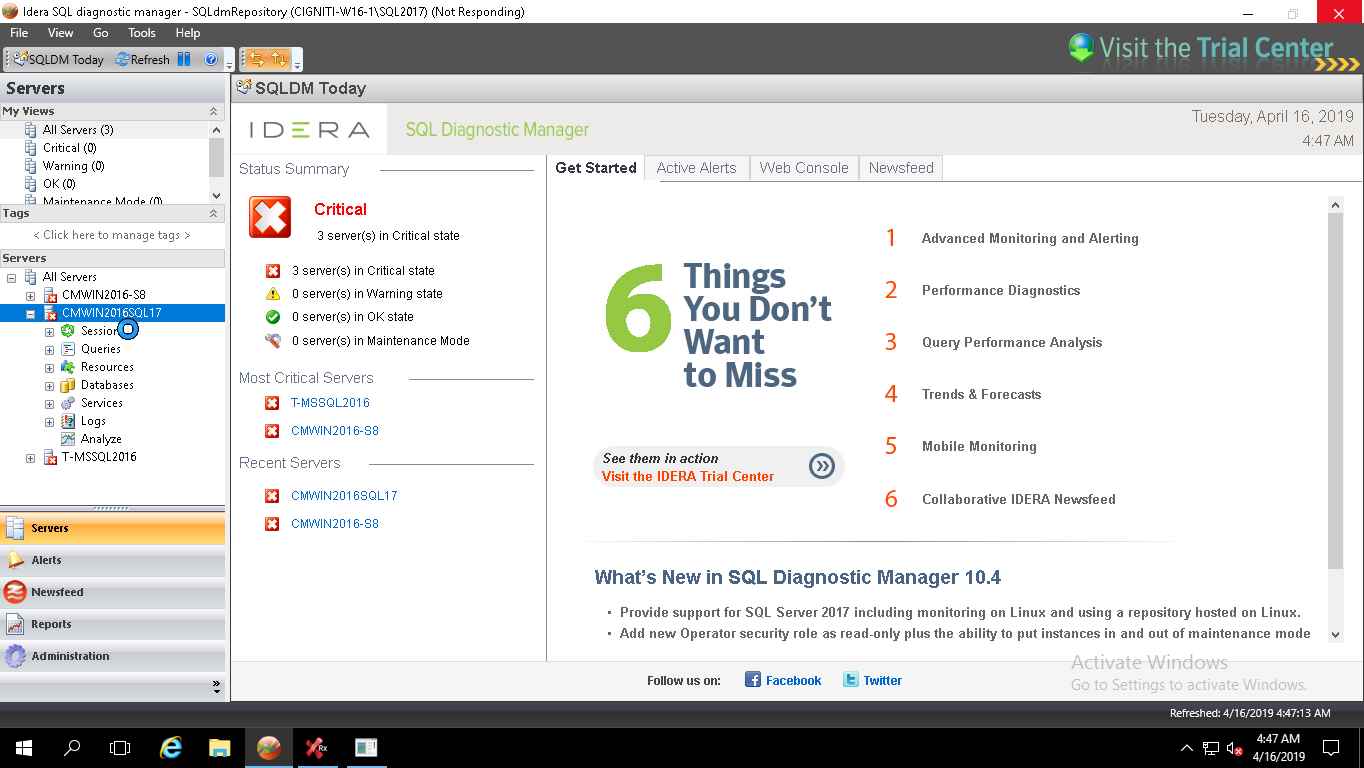 Idera SQL diagnostic manager - SQLdmRepository (CIGNITI-W16-1\SQL2017) (Not Responding)
File View Go Tools Help
SQLDM Today Refresh
Visit the Trial Center
Servers
My Views
All Servers (3)
Critical (0)
Warning (0)
OK (0)
Maintenance Mode (0)
Tags
< Click here to manage tags >
Servers
All Servers
CMWIN2016-S8
CMWIN2016SQL17
Session
Queries
Resources
Databases
Services
Logs
Analyze
T-MSSQL2016
Servers
Alerts
Newsfeed
Reports
Administration
SQLDM Today
IDERA
SQL Diagnostic Manager
Tuesday, April 16, 2019
4:47 AM
Status Summary
Critical
3 server(s) in Critical state
3 server(s) in Critical state
0 server(s) in Warning state
0 server(s) in OK state
0 server(s) in Maintenance Mode
Most Critical Servers
T-MSSQL2016
CMWIN2016-S8
Recent Servers
CMWIN2016SQL17
CMWIN2016-S8
Get Started Active Alerts Web Console Newsfeed
6 Things
You Don't
Want
to Miss
See them in action
Visit the IDERA Trial Center
1 Advanced Monitoring and Alerting
2 Performance Diagnostics
3 Query Performance Analysis
4 Trends & Forecasts
5 Mobile Monitoring
6 Collaborative IDERA Newsfeed
What's New in SQL Diagnostic Manager 10.4
• Provide support for SQL Server 2017 including monitoring on Linux and using a repository hosted on Linux.
• Add new Operator security role as read-only plus the ability to put instances in and out of maintenance mode
Activate Windows
Go to Settings to activate Windows.
Follow us on: Facebook Twitter
Refreshed: 4/16/2019 4:47:13 AM
Rx
4:47 AM
4/16/2019